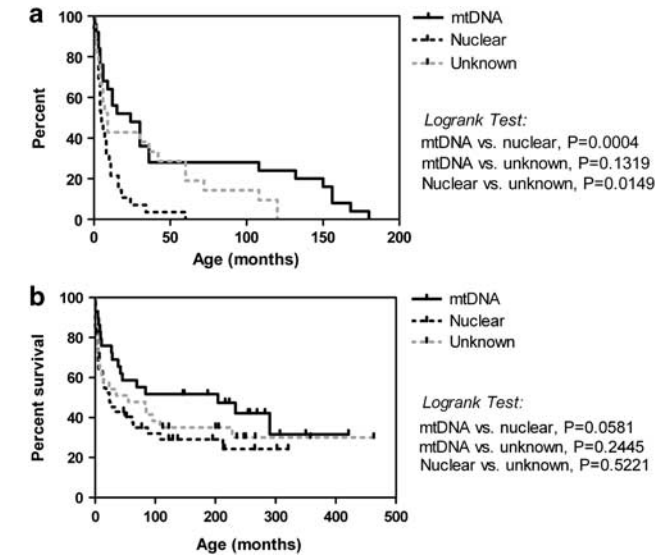 a
100
80
60
40
20
0
Percent
0 50 100 150 200
Age (months)
mtDNA
Nuclear
Unknown
Logrank Test:
mtDNA vs. nuclear, P=0.0004
mtDNA vs. unknown, P=0.1319
Nuclear vs. unknown, P=0.0149
b
100
80
60
40
20
0
Percent survival
0 100 200 300 400 500
Age (months)
mtDNA
Nuclear
Unknown
Logrank Test:
mtDNA vs. nuclear, P=0.0581
mtDNA vs. unknown, P=0.2445
Nuclear vs. unknown, P=0.5221